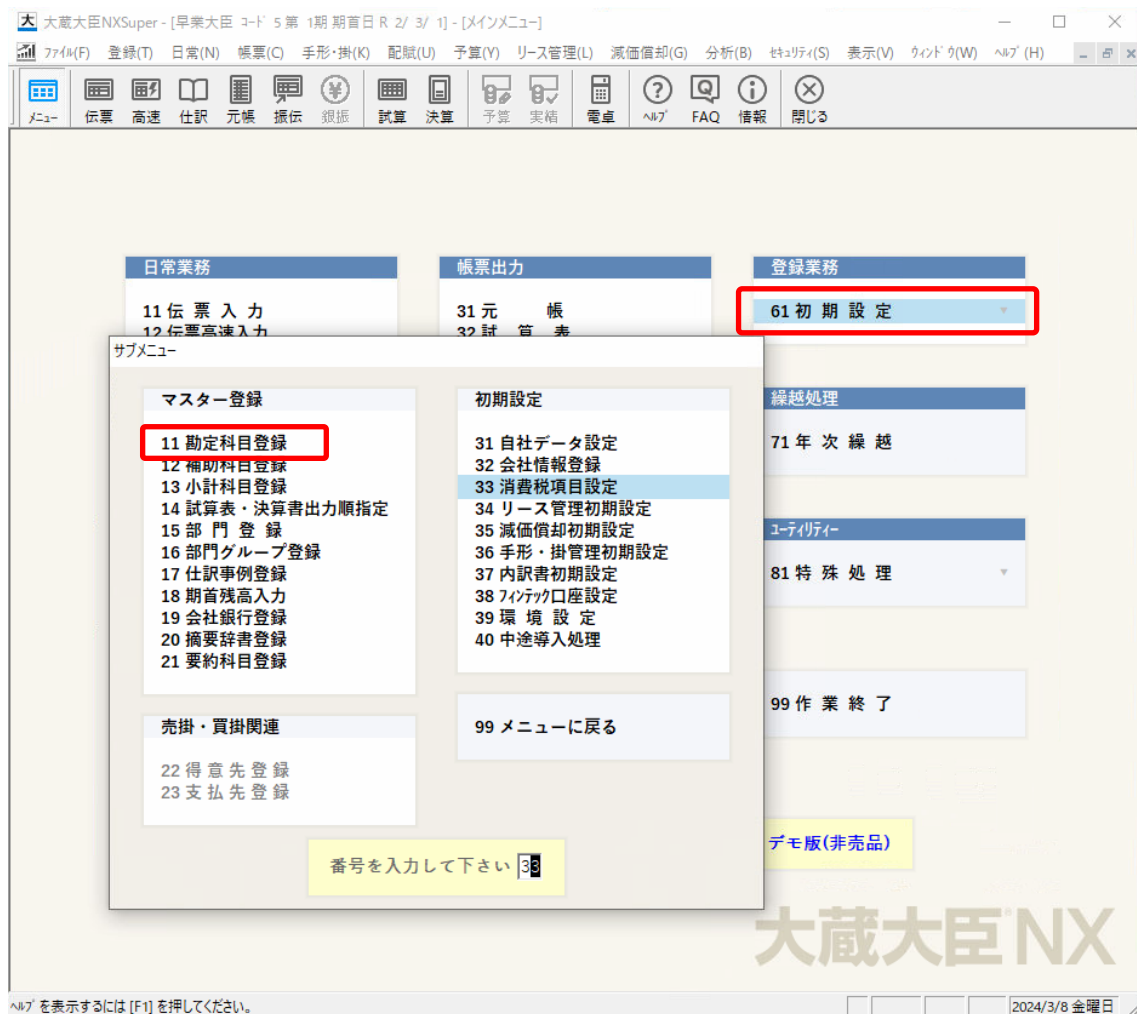 大 大蔵大臣NXSuper - [早業大臣 ｺｰﾄﾞ 5 第 1期 期首日 R 2/ 3/ 1] - [メインメニュー]
ﾌｧｲﾙ(F) 登録(T) 日常(N) 帳票(C) 手形･掛(K) 配賦(U) 予算(Y) リース管理(L) 減価償却(G) 分析(B) ｾｷｭﾘﾃｨ(S) 表示(V) ｳｨﾝﾄﾞｳ(W) ﾍﾙﾌﾟ(H)
ﾒﾆｭｰ 伝票 高速 仕訳 元帳 振伝 銀振 試算 決算 予算 実績 電卓 ﾍﾙﾌﾟ FAQ 情報 閉じる
日常業務
11 伝 票 入 力
12 伝票高速入力
帳票出力
31 元 帳
32 試 算 表
登録業務
61 初 期 設 定
繰越処理
71 年 次 繰 越
ﾕｰﾃｨﾘﾃｨｰ
81 特 殊 処 理
99 作 業 終 了
サブメニュー
マスター登録
11 勘定科目登録
12 補助科目登録
13 小計科目登録
14 試算表・決算書出力順指定
15 部 門 登 録
16 部門グループ登録
17 仕訳事例登録
18 期首残高入力
19 会社銀行登録
20 摘要辞書登録
21 要約科目登録
初期設定
31 自社データ設定
32 会社情報登録
33 消費税項目設定
34 リース管理初期設定
35 減価償却初期設定
36 手形・掛管理初期設定
37 内訳書初期設定
38 ﾌｨﾝﾃｯｸ口座設定
39 環 境 設 定
40 中途導入処理
売掛・買掛関連
22 得 意 先 登 録
23 支 払 先 登 録
99 メニューに戻る
番号を入力して下さい 33
デモ版(非売品)
大蔵大臣NX
ﾍﾙﾌﾟを表示するには [F1] を押してください。
2024/3/8 金曜日